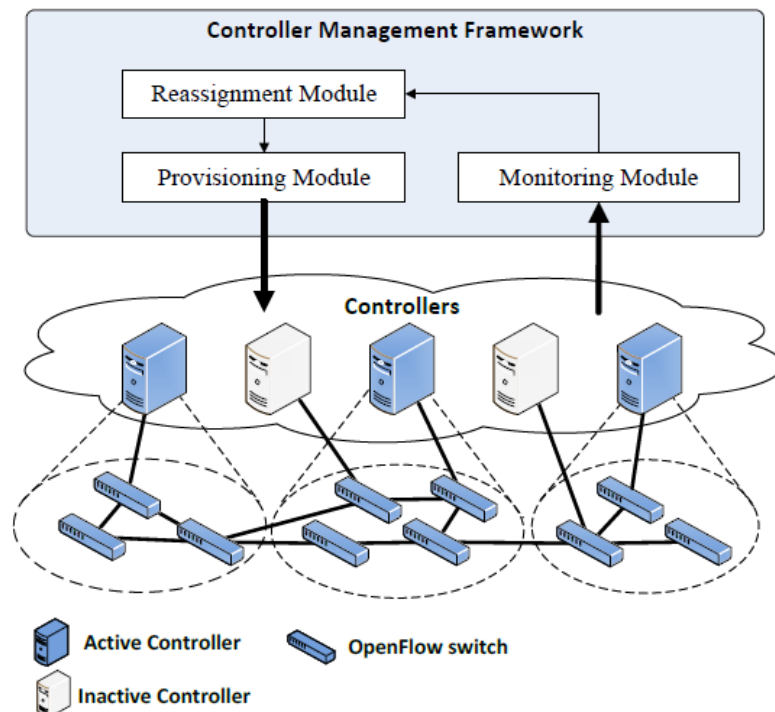 Controller Management Framework
Reassignment Module
Provisioning Module
Monitoring Module
Controllers
Active Controller
OpenFlow switch
Inactive Controller